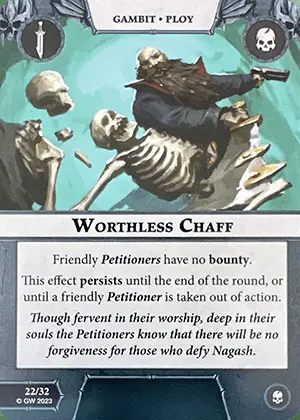 GAMBIT • PLOY
WORTHLESS CHAFF
Friendly Petitioners have no bounty.
This effect persists until the end of the round, or
until a friendly Petitioner is taken out of action.
Though fervent in their worship, deep in their
souls the Petitioners know that there will be no
forgiveness for those who defy Nagash.
22/32
© GW 2023